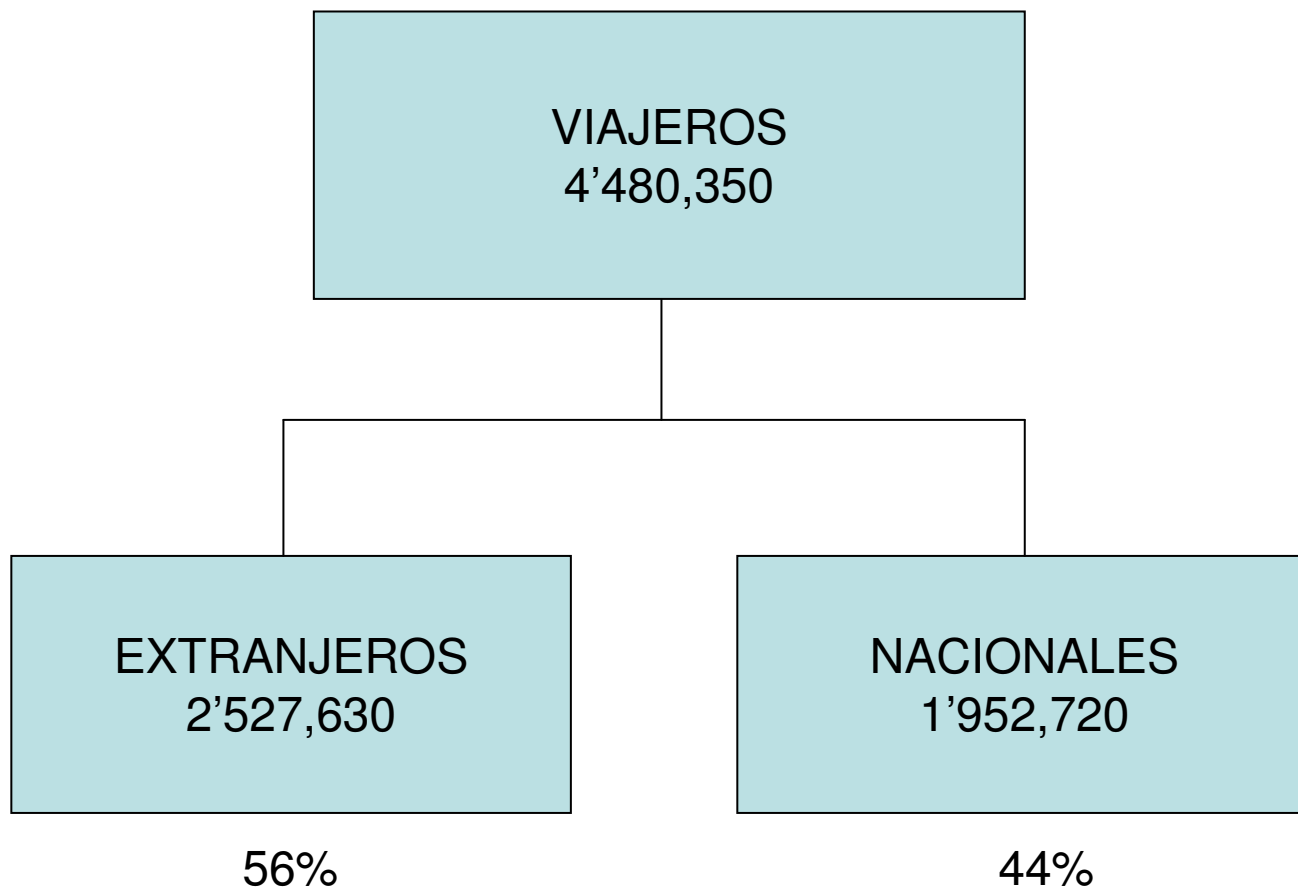 VIAJEROS
4’480,350
EXTRANJEROS
2’527,630
NACIONALES
1’952,720
56%
44%